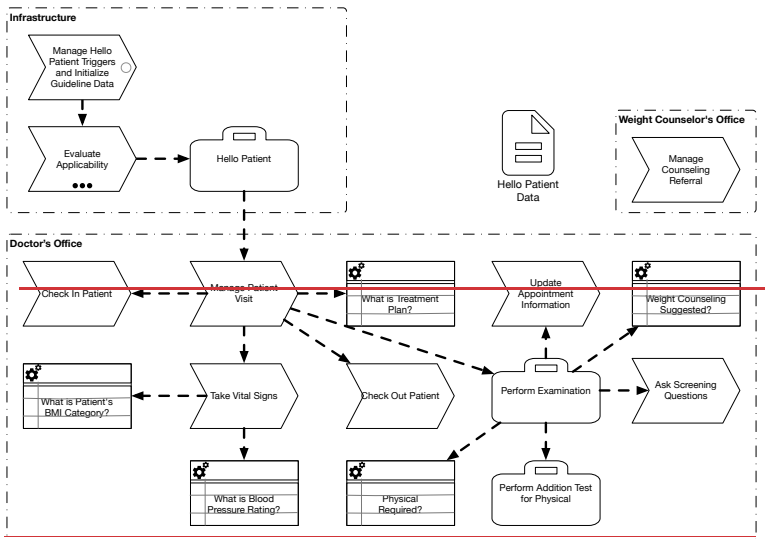 Infrastructure
Manage Hello
Patient Triggers
and Initialize
Guideline Data
Evaluate
Applicability
Hello Patient
Hello Patient
Data
Weight Counselor's Office
Manage
Counseling
Referral
Doctor's Office
Check In Patient
Manage Patient
Visit
What is Treatment
Plan?
Update
Appointment
Information
Weight Counseling
Suggested?
What is Patient's
BMI Category?
Take Vital Signs
Check Out Patient
Perform Examination
Ask Screening
Questions
What is Blood
Pressure Rating?
Physical
Required?
Perform Addition Test
for Physical